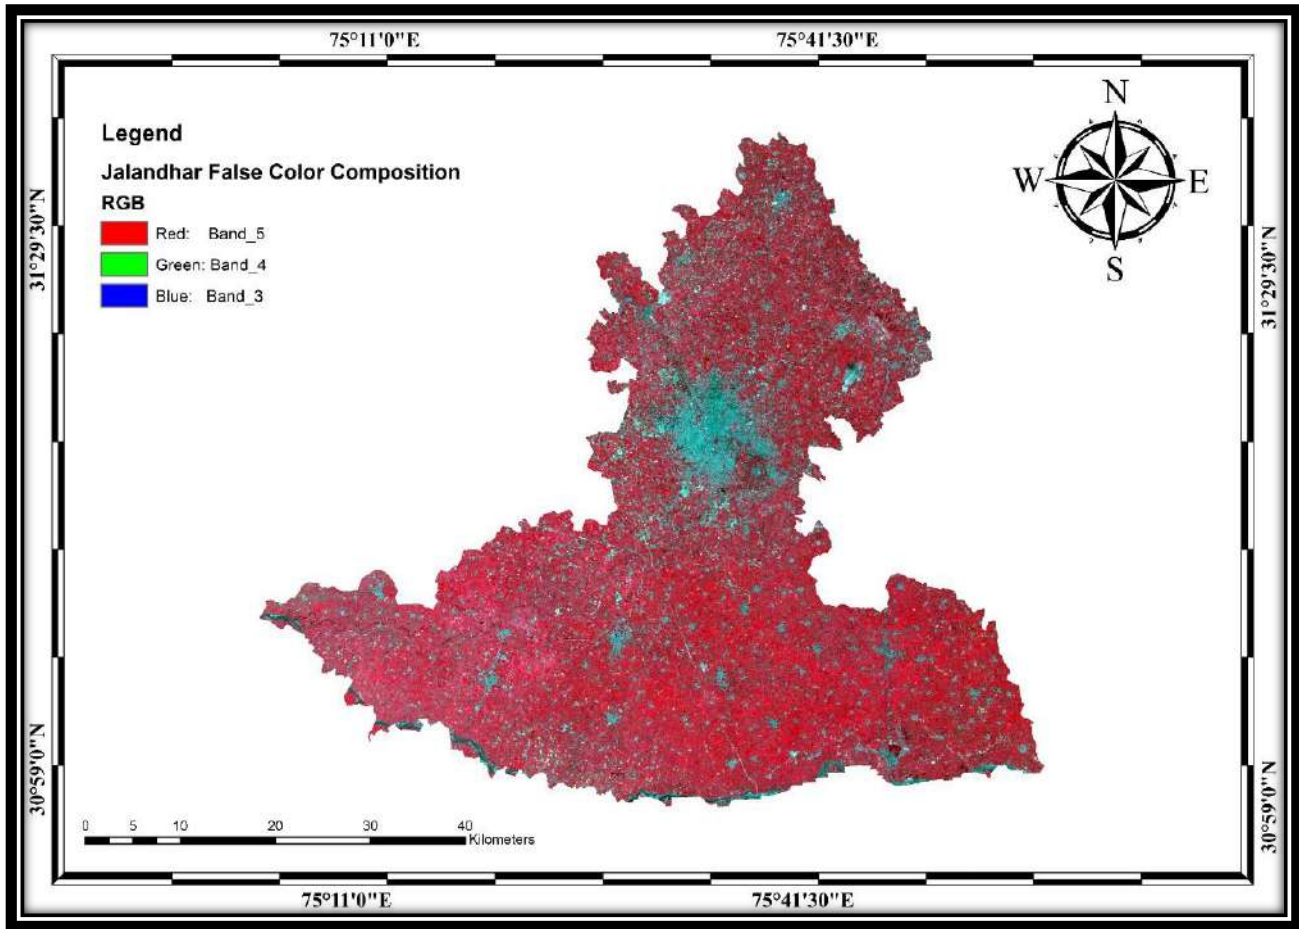 75°11'0"E
75°41'30"E
N
W
E
S
Legend
Jalandhar False Color Composition
RGB
Red: Band_5
Green: Band_4
Blue: Band_3
31°29'30"N
31°29'30"N
30°59'0"N
30°59'0"N
0 5 10 20 30 40
Kilometers
75°11'0"E
75°41'30"E